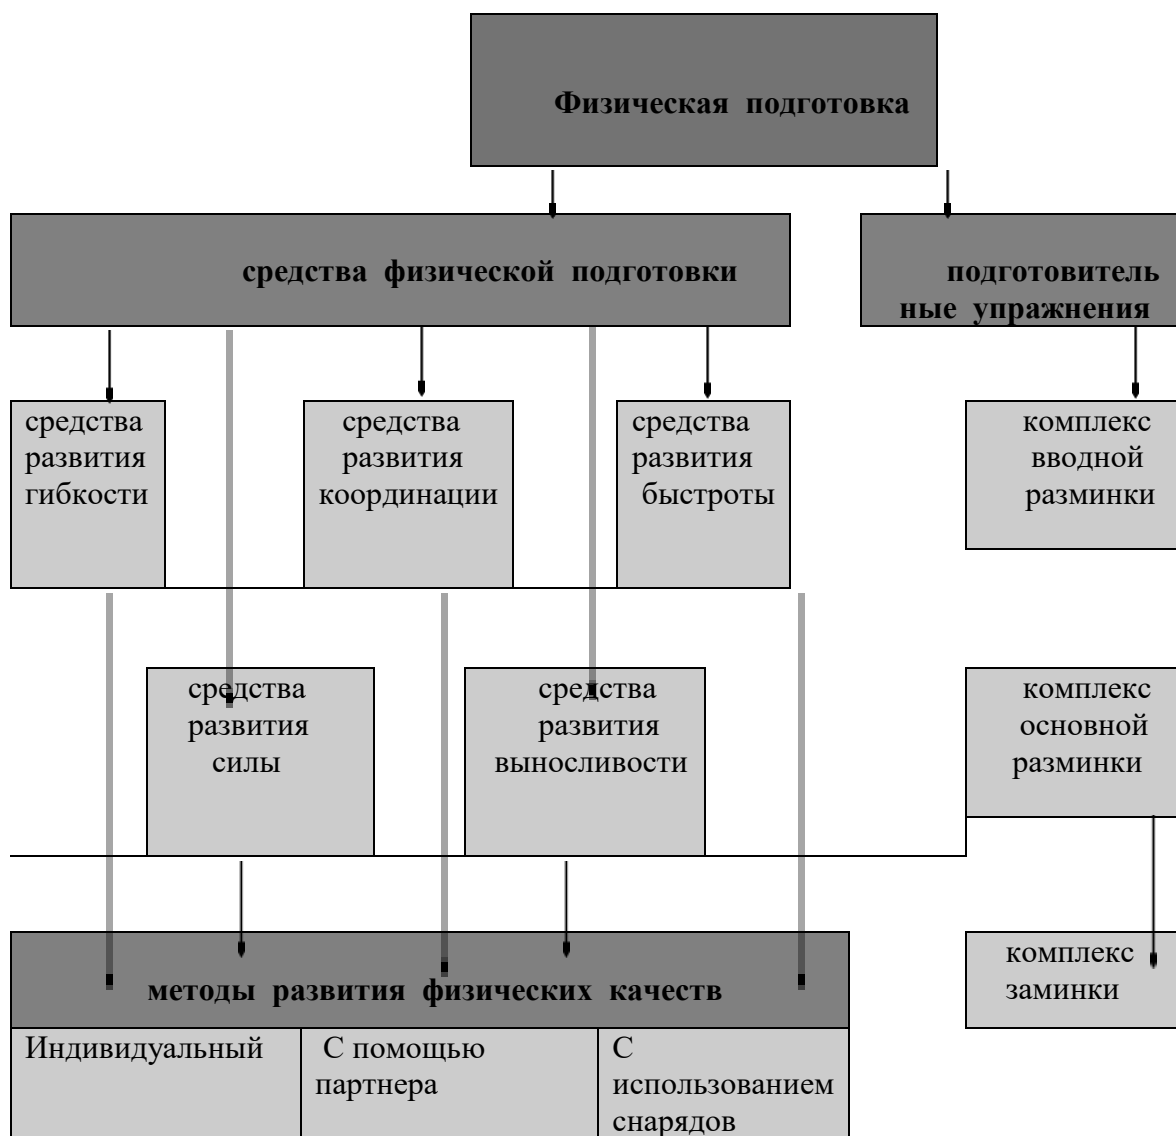 Физическая подготовка
средства физической подготовки
подготовитель
ные упражнения
средства
развития
гибкости
средства
развития
координации
средства
развития
быстроты
комплекс
вводной
разминки
средства
развития
силы
средства
развития
выносливости
комплекс
основной
разминки
методы развития физических качеств
комплекс
заминки
Индивидуальный
С помощью
партнера
С
использованием
снарядов